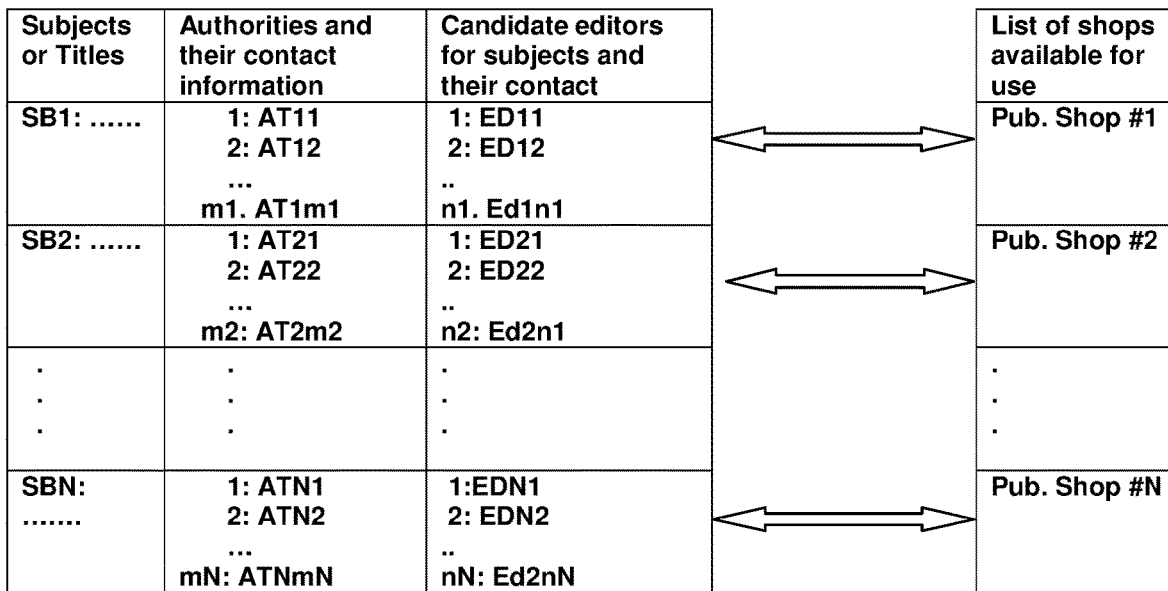 Subjects or Titles
Authorities and their contact information
Candidate editors for subjects and their contact
List of shops available for use
SB1: ......
1: AT11
2: AT12
...
m1. AT1m1
1: ED11
2: ED12
..
n1. Ed1n1
Pub. Shop #1
SB2: ......
1: AT21
2: AT22
...
m2: AT2m2
1: ED21
2: ED22
..
n2: Ed2n1
Pub. Shop #2
. . . .
. . . .
. . . .
SBN:
.......
1: ATN1
2: ATN2
...
mN: ATNmN
1:EDN1
2: EDN2
..
nN: Ed2nN
Pub. Shop #N